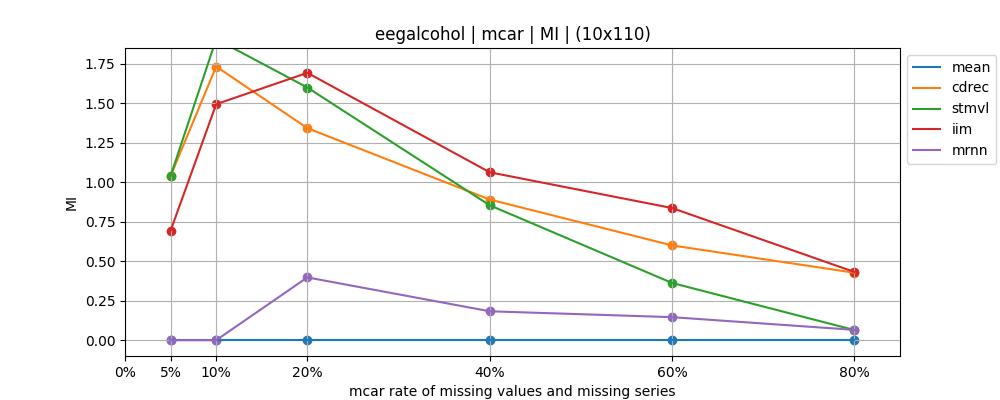 eegalcohol | mcar | MI | (10x110)
MI
1.75
1.50
1.25
1.00
0.75
0.50
0.25
0.00
0% 5% 10% 20% 40% 60% 80%
mcar rate of missing values and missing series
mean
cdrec
stmvl
iim
mrnn